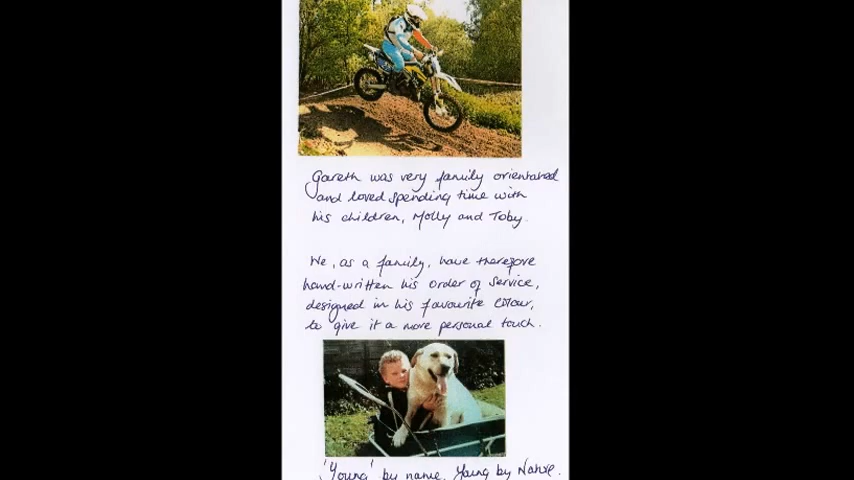 Gareth was very family orientated
and loved spending time with
his children, Molly and Toby.
We, as a family, have therefore
hand-written his order of service,
designed in his favourite colour,
to give it a more personal touch.
'Young' by name, Young by Nature.